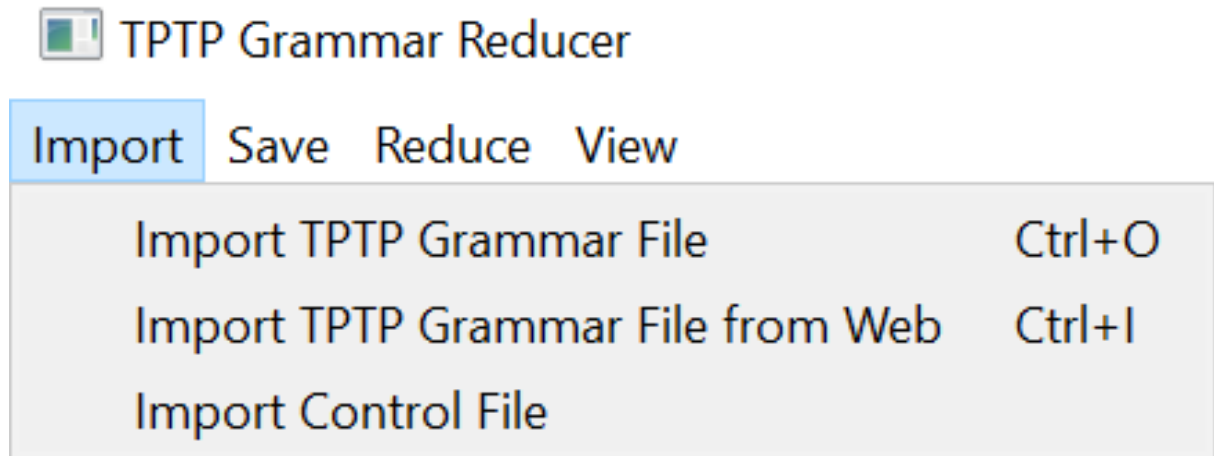 TPTP Grammar Reducer
Import Save Reduce View
Import TPTP Grammar File Ctrl+O
Import TPTP Grammar File from Web Ctrl+I
Import Control File